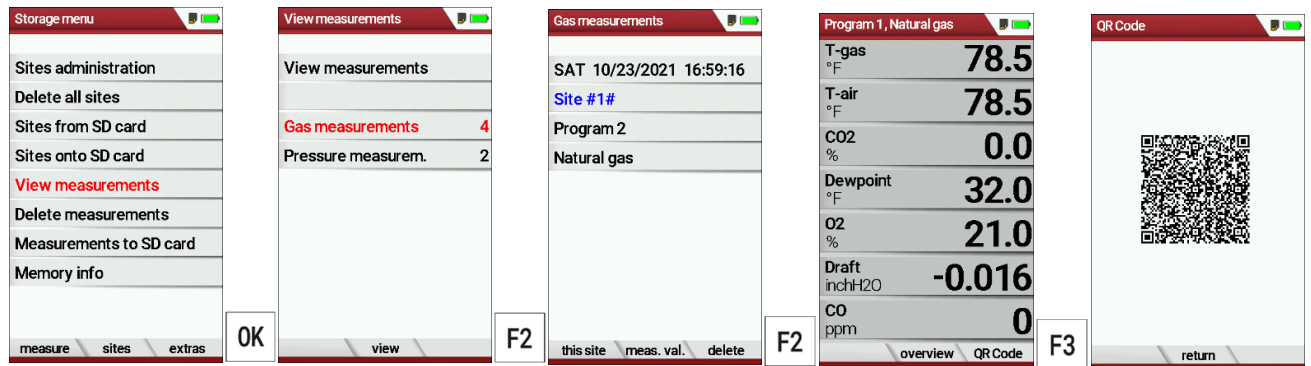 Storage menu
Sites administration
Delete all sites
Sites from SD card
Sites onto SD card
View measurements
Delete measurements
Measurements to SD card
Memory info
measure sites extras
OK
View measurements
View measurements
Gas measurements 4
Pressure measurem. 2
view
F2
Gas measurements
SAT 10/23/2021 16:59:16
Site #1#
Program 2
Natural gas
this site meas. val. delete
F2
Program 1, Natural gas
T-gas
°F 78.5
T-air
°F 78.5
CO2
% 0.0
Dewpoint
°F 32.0
O2
% 21.0
Draft
inchH2O -0.016
CO
ppm 0
overview QR Code
F3
QR Code
return